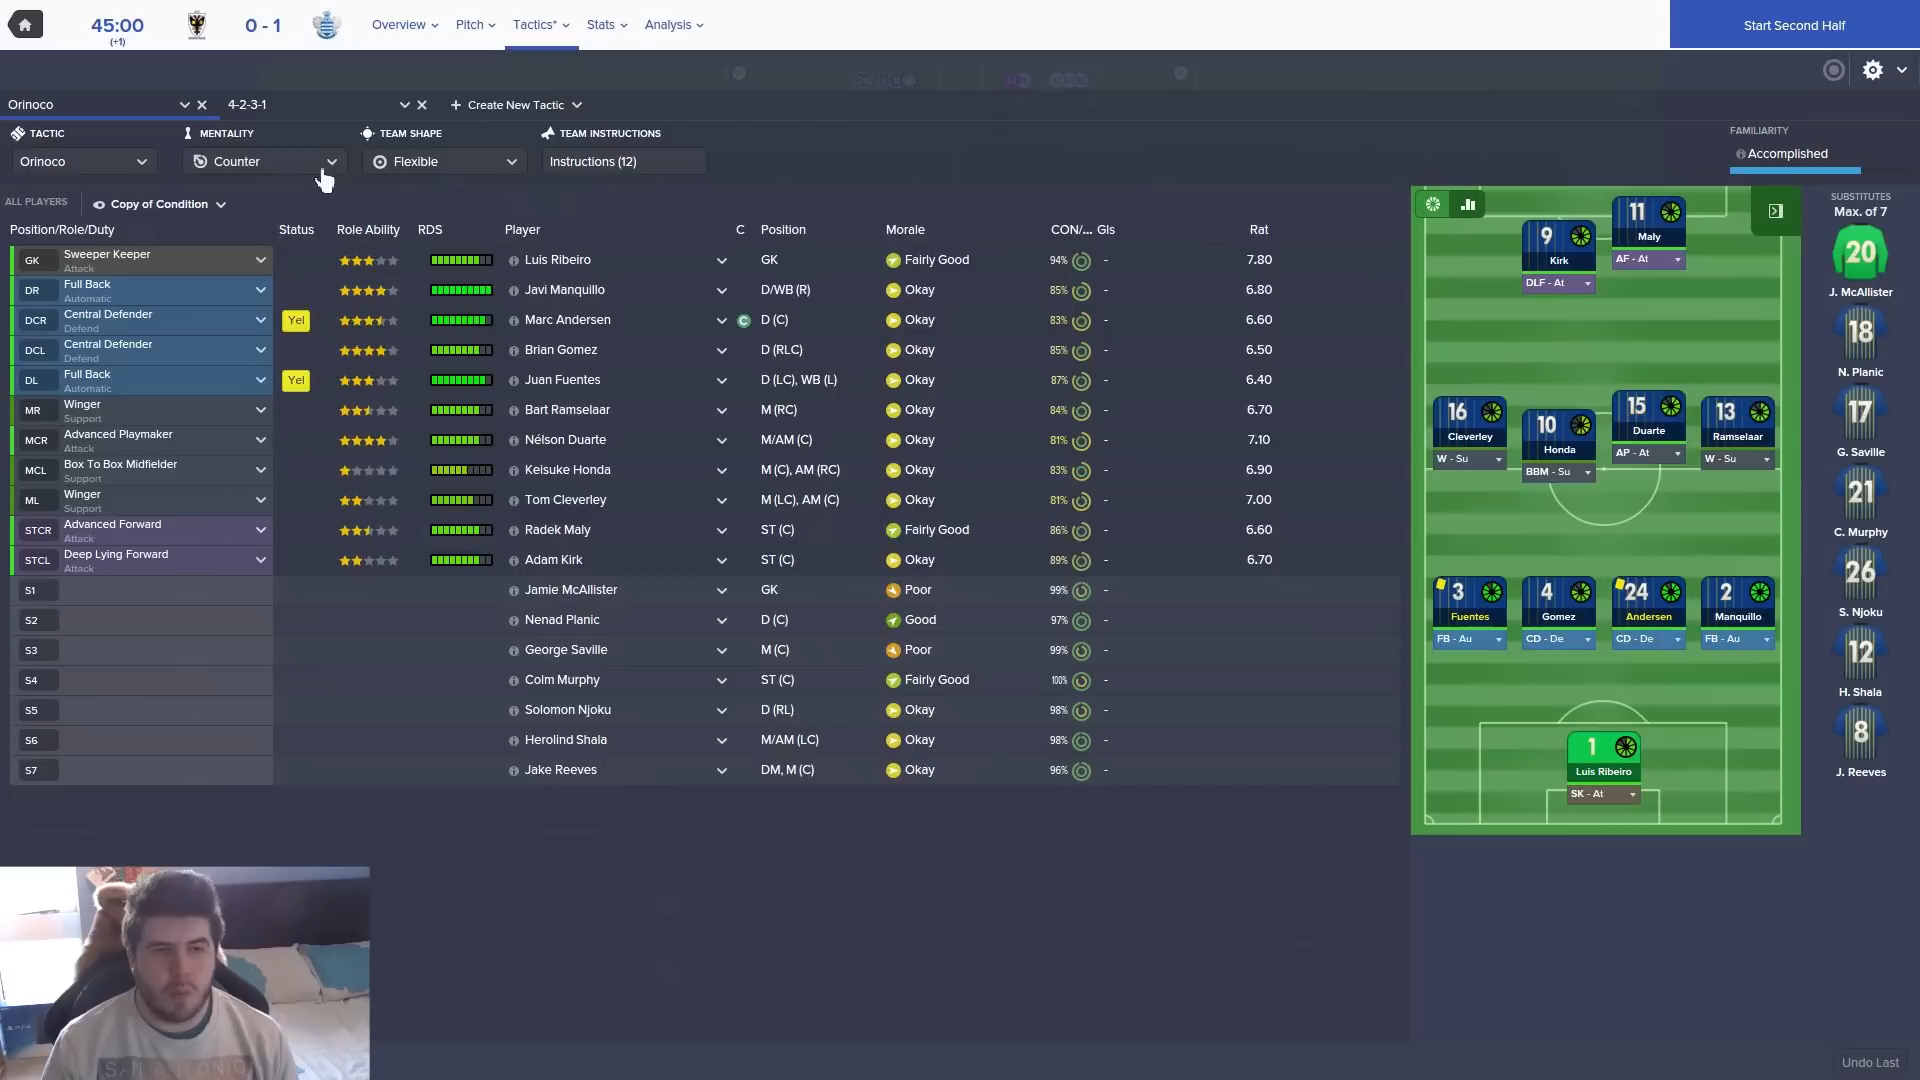 45:00
(+1)
0 - 1
Overview
Pitch
Tactics*
Stats
Analysis
Start Second Half
Orinoco
4-2-3-1
Create New Tactic
TACTIC
MENTALITY
TEAM SHAPE
TEAM INSTRUCTIONS
Orinoco
Counter
Flexible
Instructions (12)
FAMILIARITY
Accomplished
ALL PLAYERS
Copy of Condition
Position/Role/Duty Status Role Ability RDS Player C Position Morale CON/... Gls Rat
GK Sweeper Keeper Attack Luis Ribeiro GK Fairly Good 94% - 7.80
DR Full Back Automatic Javi Manquillo D/WB (R) Okay 85% - 6.80
DCR Central Defender Defend Yel Marc Andersen C D (C) Okay 83% - 6.60
DCL Central Defender Defend Brian Gomez D (RLC) Okay 85% - 6.50
DL Full Back Automatic Yel Juan Fuentes D (LC), WB (L) Okay 87% - 6.40
MR Winger Support Bart Ramselaar M (RC) Okay 84% - 6.70
MCR Advanced Playmaker Attack Nélson Duarte M/AM (C) Okay 81% - 7.10
MCL Box To Box Midfielder Support Keisuke Honda M (C), AM (RC) Okay 83% - 6.90
ML Winger Support Tom Cleverley M (LC), AM (C) Okay 81% - 7.00
STCR Advanced Forward Attack Radek Maly ST (C) Fairly Good 86% - 6.60
STCL Deep Lying Forward Attack Adam Kirk ST (C) Okay 89% - 6.70
S1 Jamie McAllister GK Poor 99% -
S2 Nenad Planic D (C) Good 97% -
S3 George Saville M (C) Poor 99% -
S4 Colm Murphy ST (C) Fairly Good 100% -
S5 Solomon Njoku D (RL) Okay 98% -
S6 Herolind Shala M/AM (LC) Okay 98% -
S7 Jake Reeves DM, M (C) Okay 96% -
11
Maly
AF - At
9
Kirk
DLF - At
16
Cleverley
W - Su
10
Honda
BBM - Su
15
Duarte
AP - At
13
Ramselaar
W - Su
3
Fuentes
FB - Au
4
Gomez
CD - De
24
Andersen
CD - De
2
Manquillo
FB - Au
1
Luis Ribeiro
SK - At
SUBSTITUTES
Max. of 7
20
J. McAllister
18
N. Planic
17
G. Saville
21
C. Murphy
26
S. Njoku
12
H. Shala
8
J. Reeves
SAN ANTONIO
Undo Last